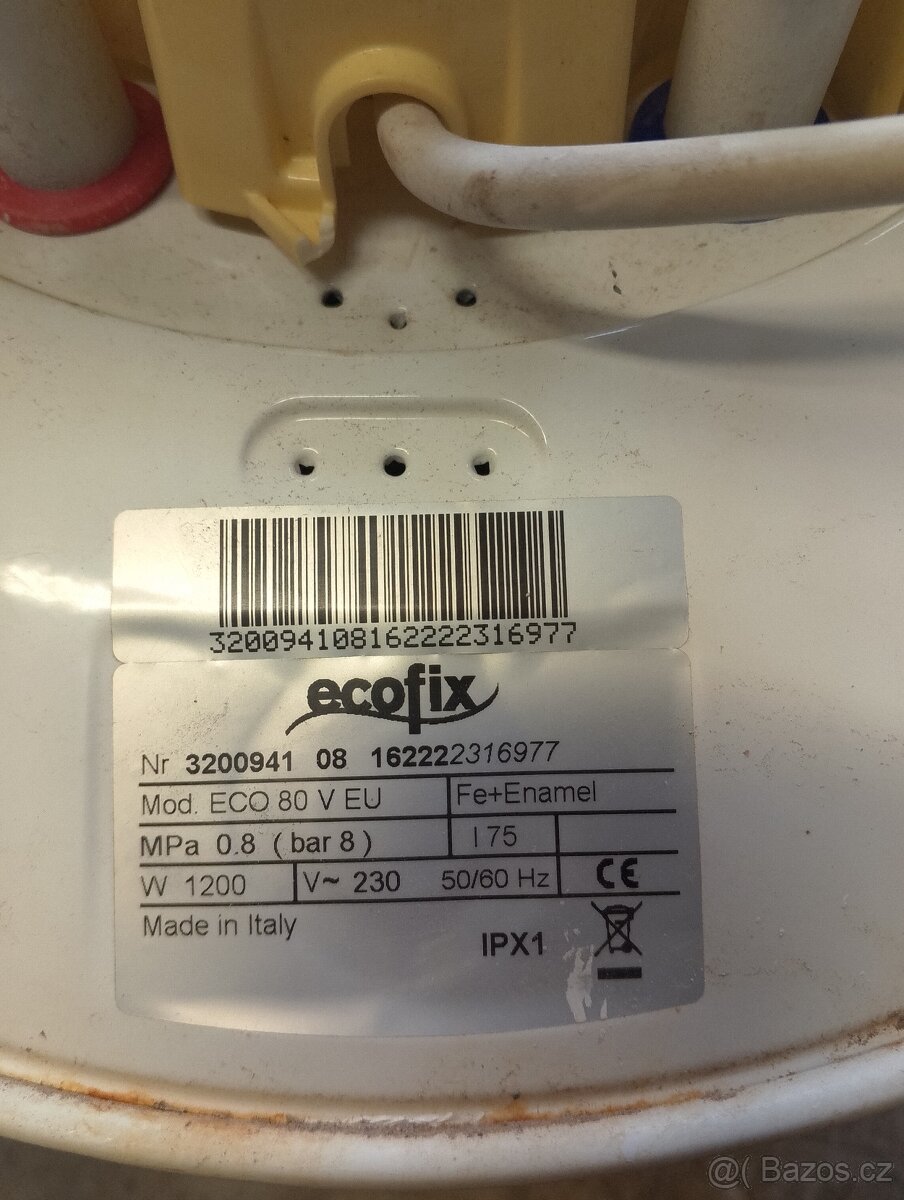 320094108162222316977
ecofix
Nr 3200941 08 162222316977
Mod. ECO 80 V EU Fe+Enamel
MPa 0.8 ( bar 8 ) l 75
W 1200 V~ 230 50/60 Hz CE
Made in Italy
IPX1
@( Bazos.cz